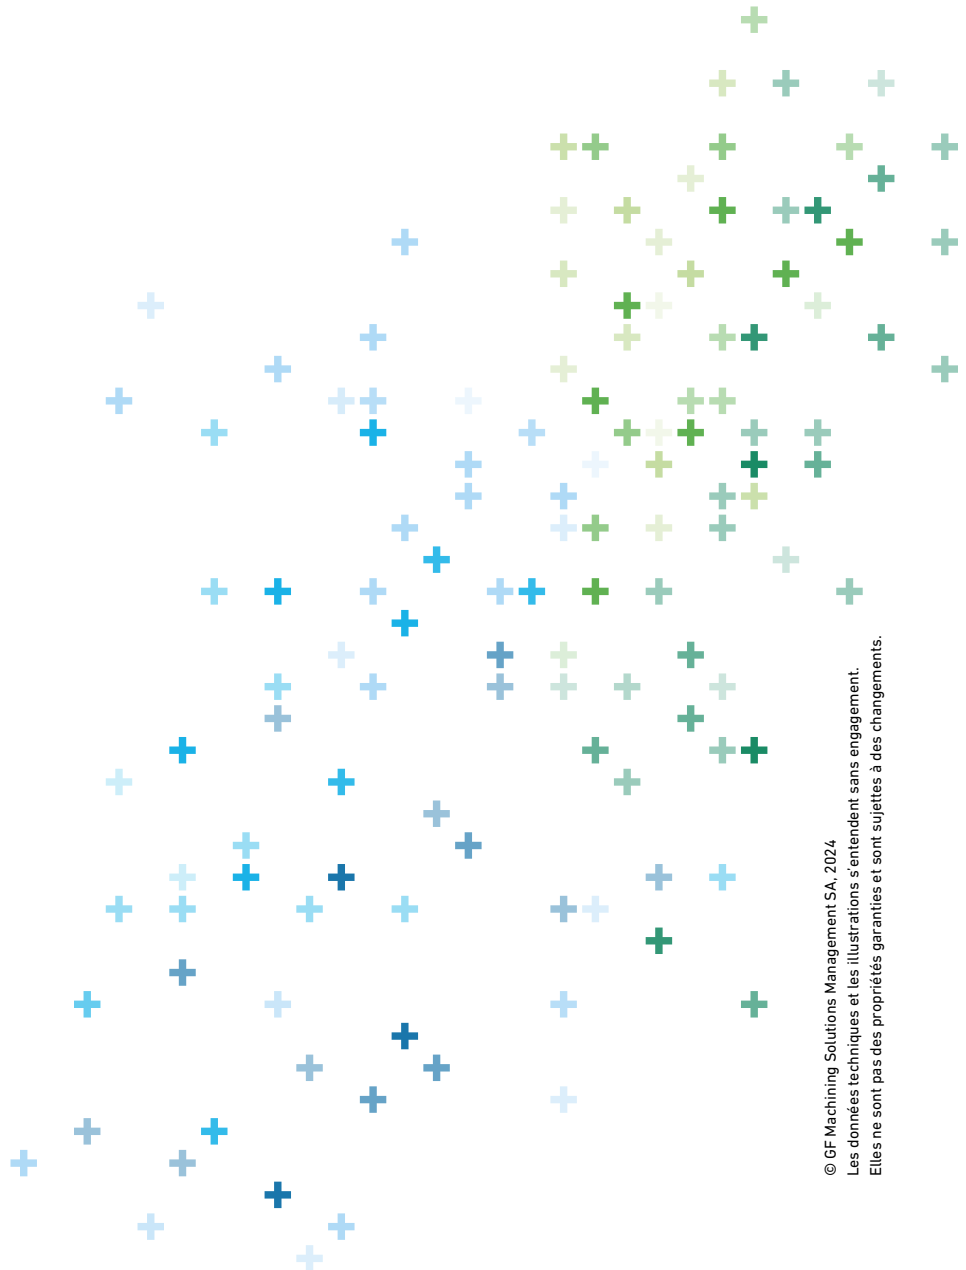 © GF Machining Solutions Management SA, 2024
Les données techniques et les illustrations s'entendent sans engagement.
Elles ne sont pas des propriétés garanties et sont sujettes à des changements.